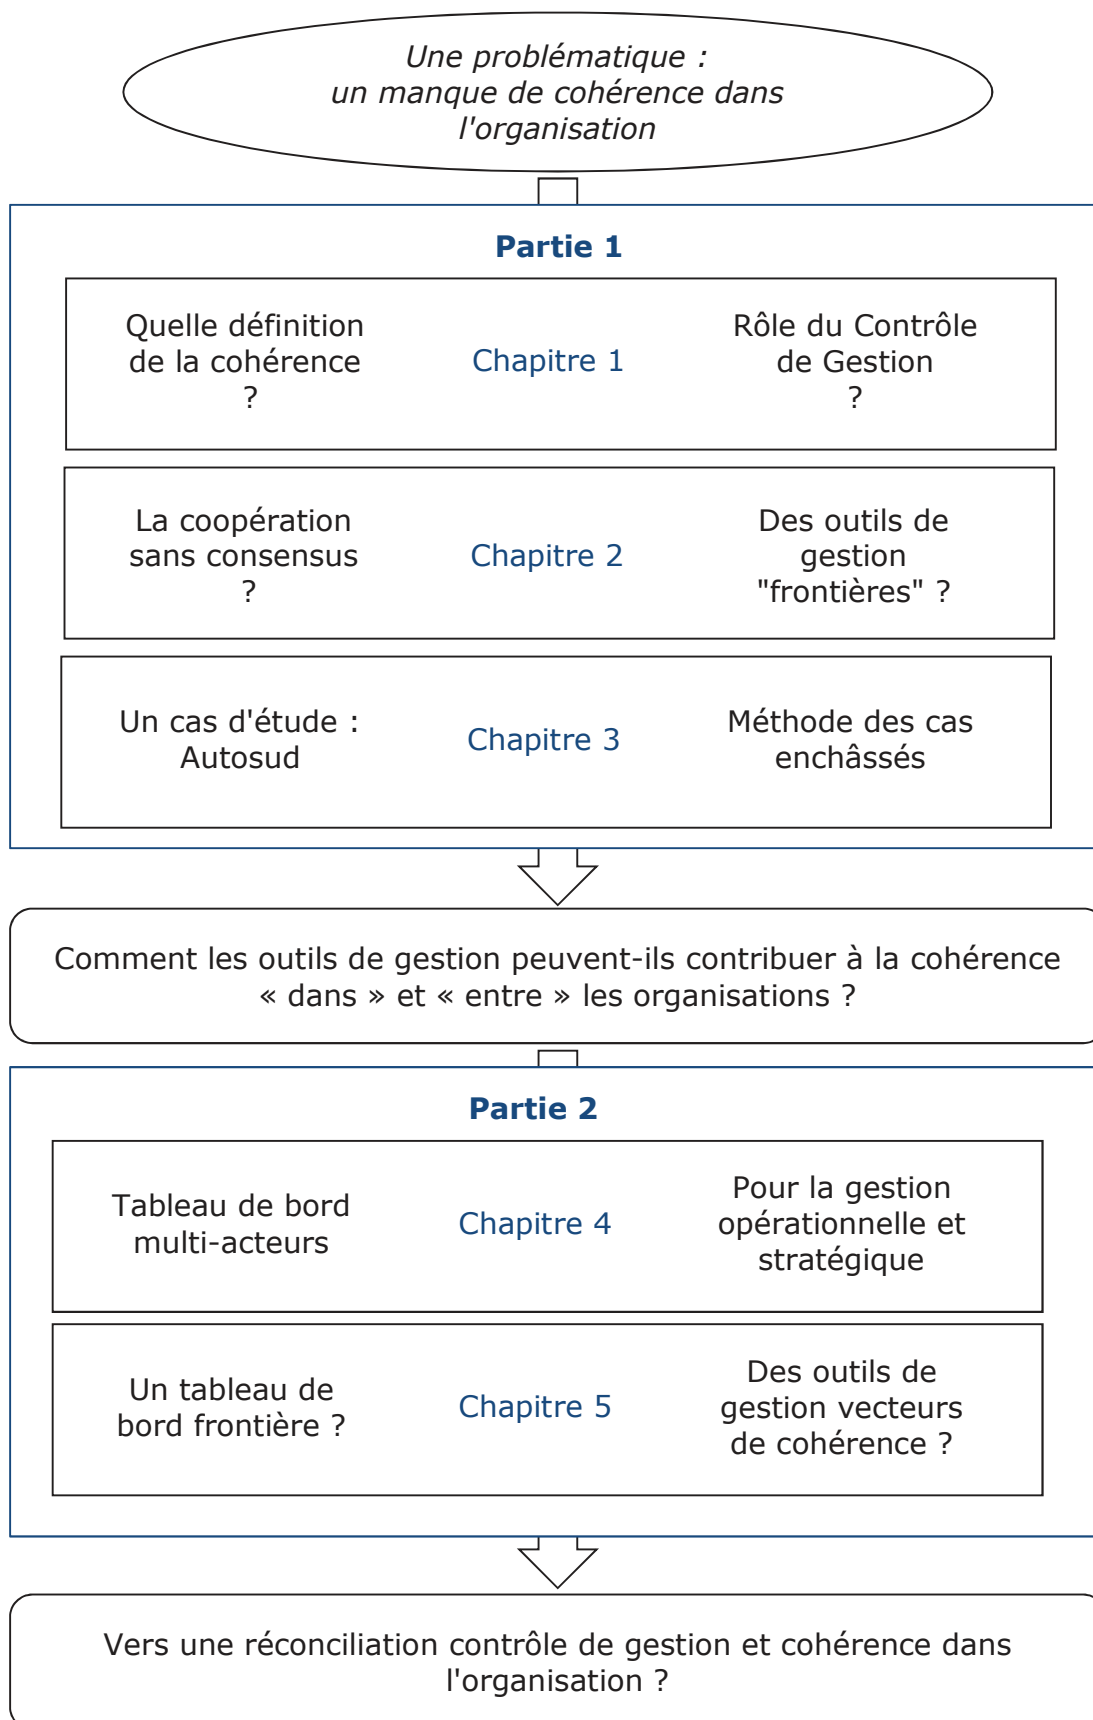 Une problématique :
un manque de cohérence dans
l'organisation
Partie 1
Quelle définition
de la cohérence
?
Chapitre 1
Rôle du Contrôle
de Gestion
?
La coopération
sans consensus
?
Chapitre 2
Des outils de
gestion
"frontières" ?
Un cas d'étude :
Autosud
Chapitre 3
Méthode des cas
enchâssés
Comment les outils de gestion peuvent-ils contribuer à la cohérence
« dans » et « entre » les organisations ?
Partie 2
Tableau de bord
multi-acteurs
Chapitre 4
Pour la gestion
opérationnelle et
stratégique
Un tableau de
bord frontière ?
Chapitre 5
Des outils de
gestion vecteurs
de cohérence ?
Vers une réconciliation contrôle de gestion et cohérence dans
l'organisation ?